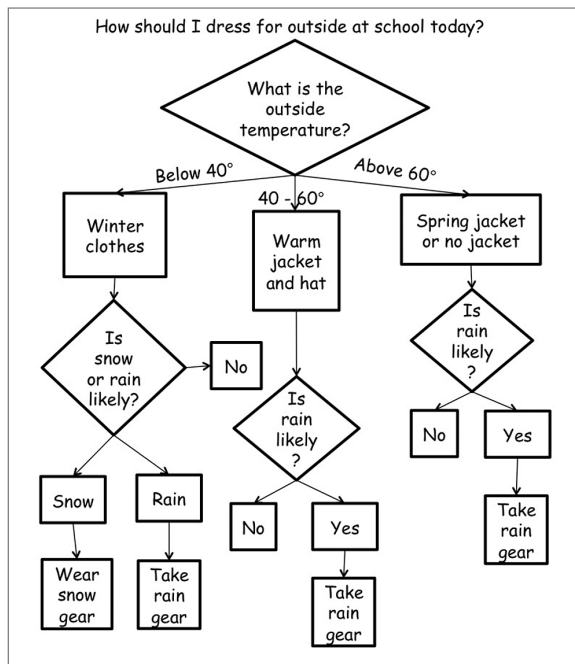 How should I dress for outside at school today?
What is the
outside
temperature?
Below 40°
40 - 60°
Above 60°
Winter
clothes
Warm
jacket
and hat
Spring jacket
or no jacket
Is
snow
or rain
likely?
No
Is
rain
likely
?
Is
rain
likely
?
No
Yes
Snow
Rain
No
Yes
Take
rain
gear
Wear
snow
gear
Take
rain
gear
Take
rain
gear